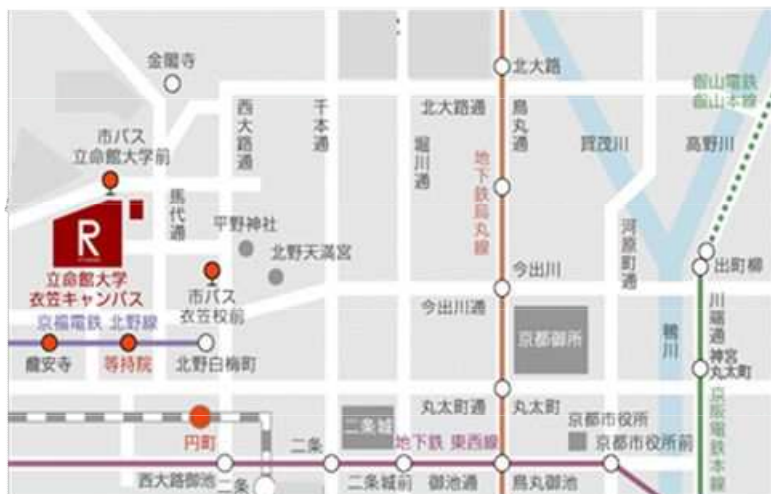 金閣寺
北大路
叡山電鉄
叡山本線
西大路通
千本通
北大路通
烏丸通
市バス
立命館大学前
堀川通
地下鉄烏丸線
賀茂川
高野川
馬代通
平野神社
北野天満宮
河原町通
R
立命館大学
衣笠キャンパス
市バス
衣笠校前
今出川
出町柳
今出川通
川端通
京福電鉄 北野線
京都御所
鴨川
龍安寺
等持院
北野白梅町
神宮
丸太町
丸太町通
丸太町
京阪電鉄本線
円町
二条城
京都市役所
二条
地下鉄 東西線
京都市役所前
西大路御池
二条
二条城前
御池通
烏丸御池